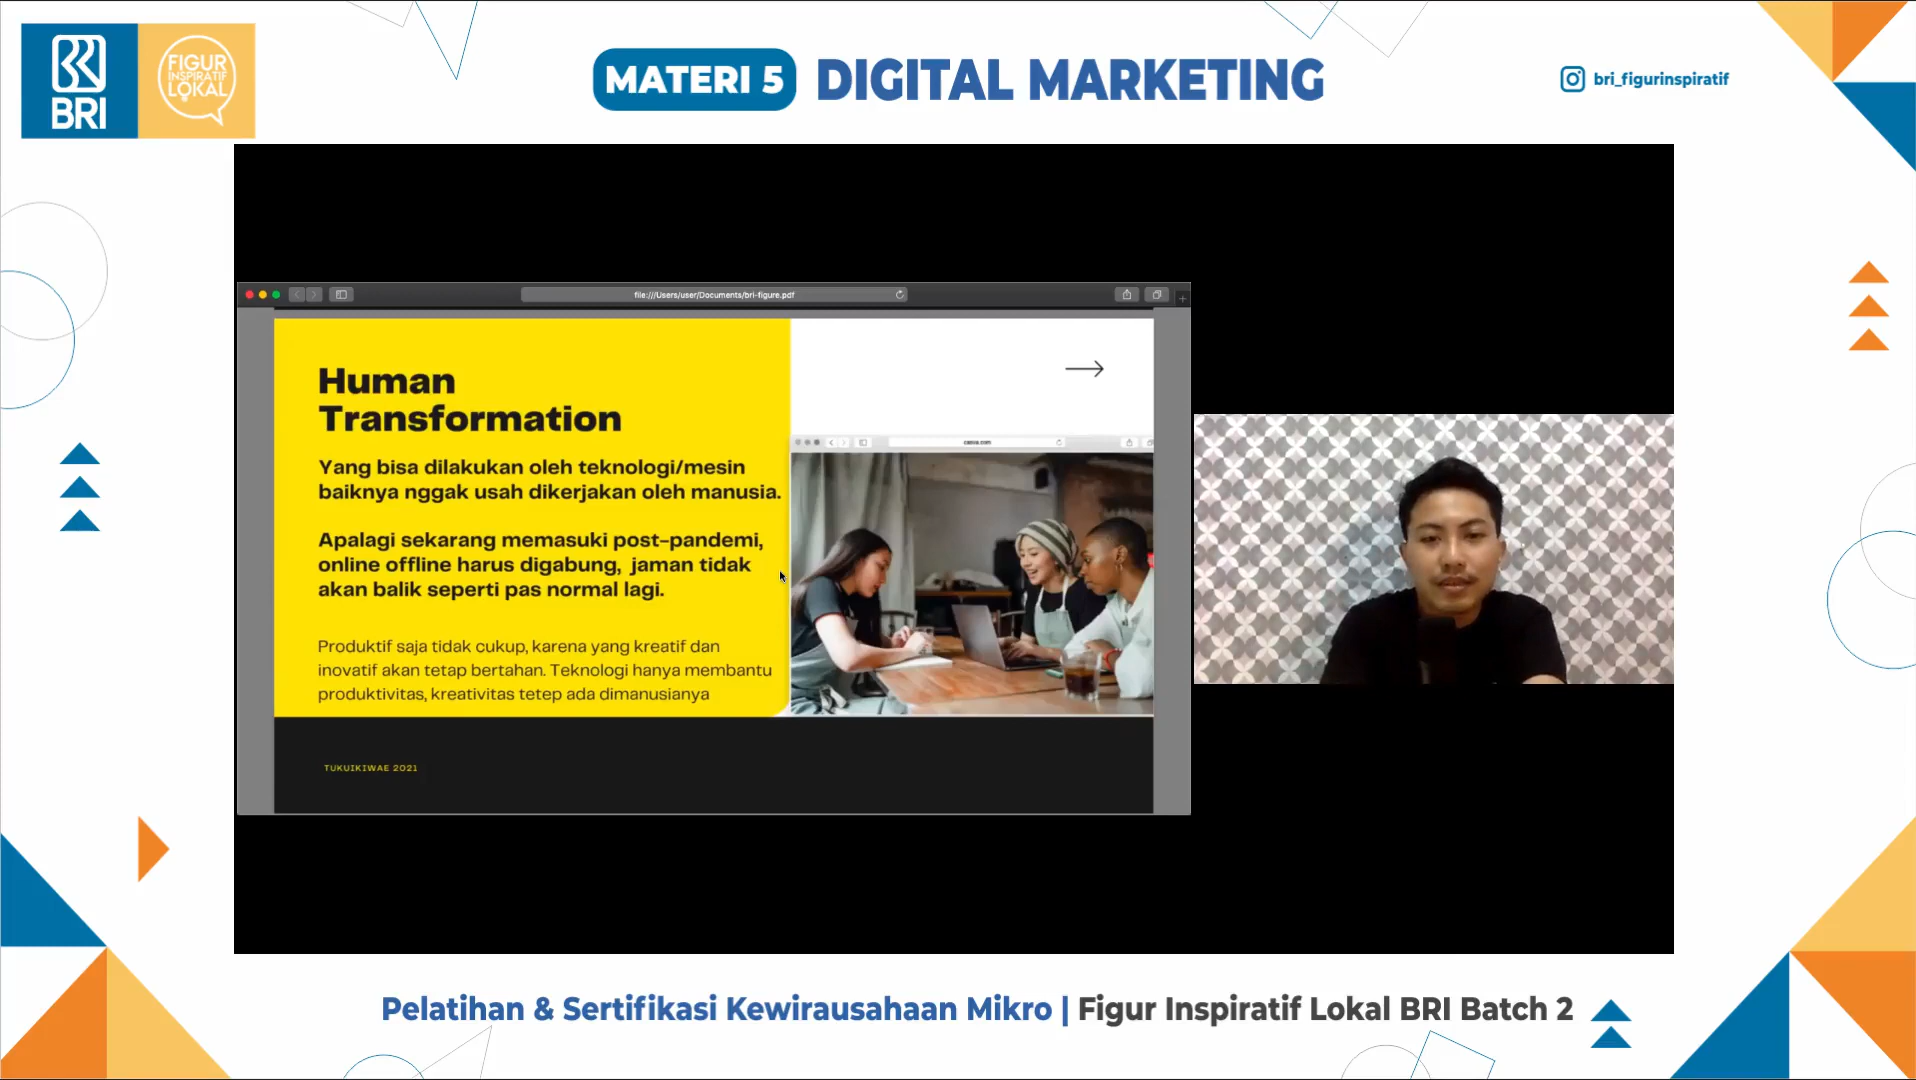 BRI
FIGUR
INSPIRATIF
LOKAL
MATERI 5 DIGITAL MARKETING
bri_figurinspiratif
file:///Users/user/Documents/bri-figure.pdf
Human
Transformation
Yang bisa dilakukan oleh teknologi/mesin
baiknya nggak usah dikerjakan oleh manusia.
Apalagi sekarang memasuki post-pandemi,
online offline harus digabung, jaman tidak
akan balik seperti pas normal lagi.
Produktif saja tidak cukup, karena yang kreatif dan
inovatif akan tetap bertahan. Teknologi hanya membantu
produktivitas, kreativitas tetep ada dimanusianya
canva.com
TUKUIKIWAE 2021
Pelatihan & Sertifikasi Kewirausahaan Mikro | Figur Inspiratif Lokal BRI Batch 2